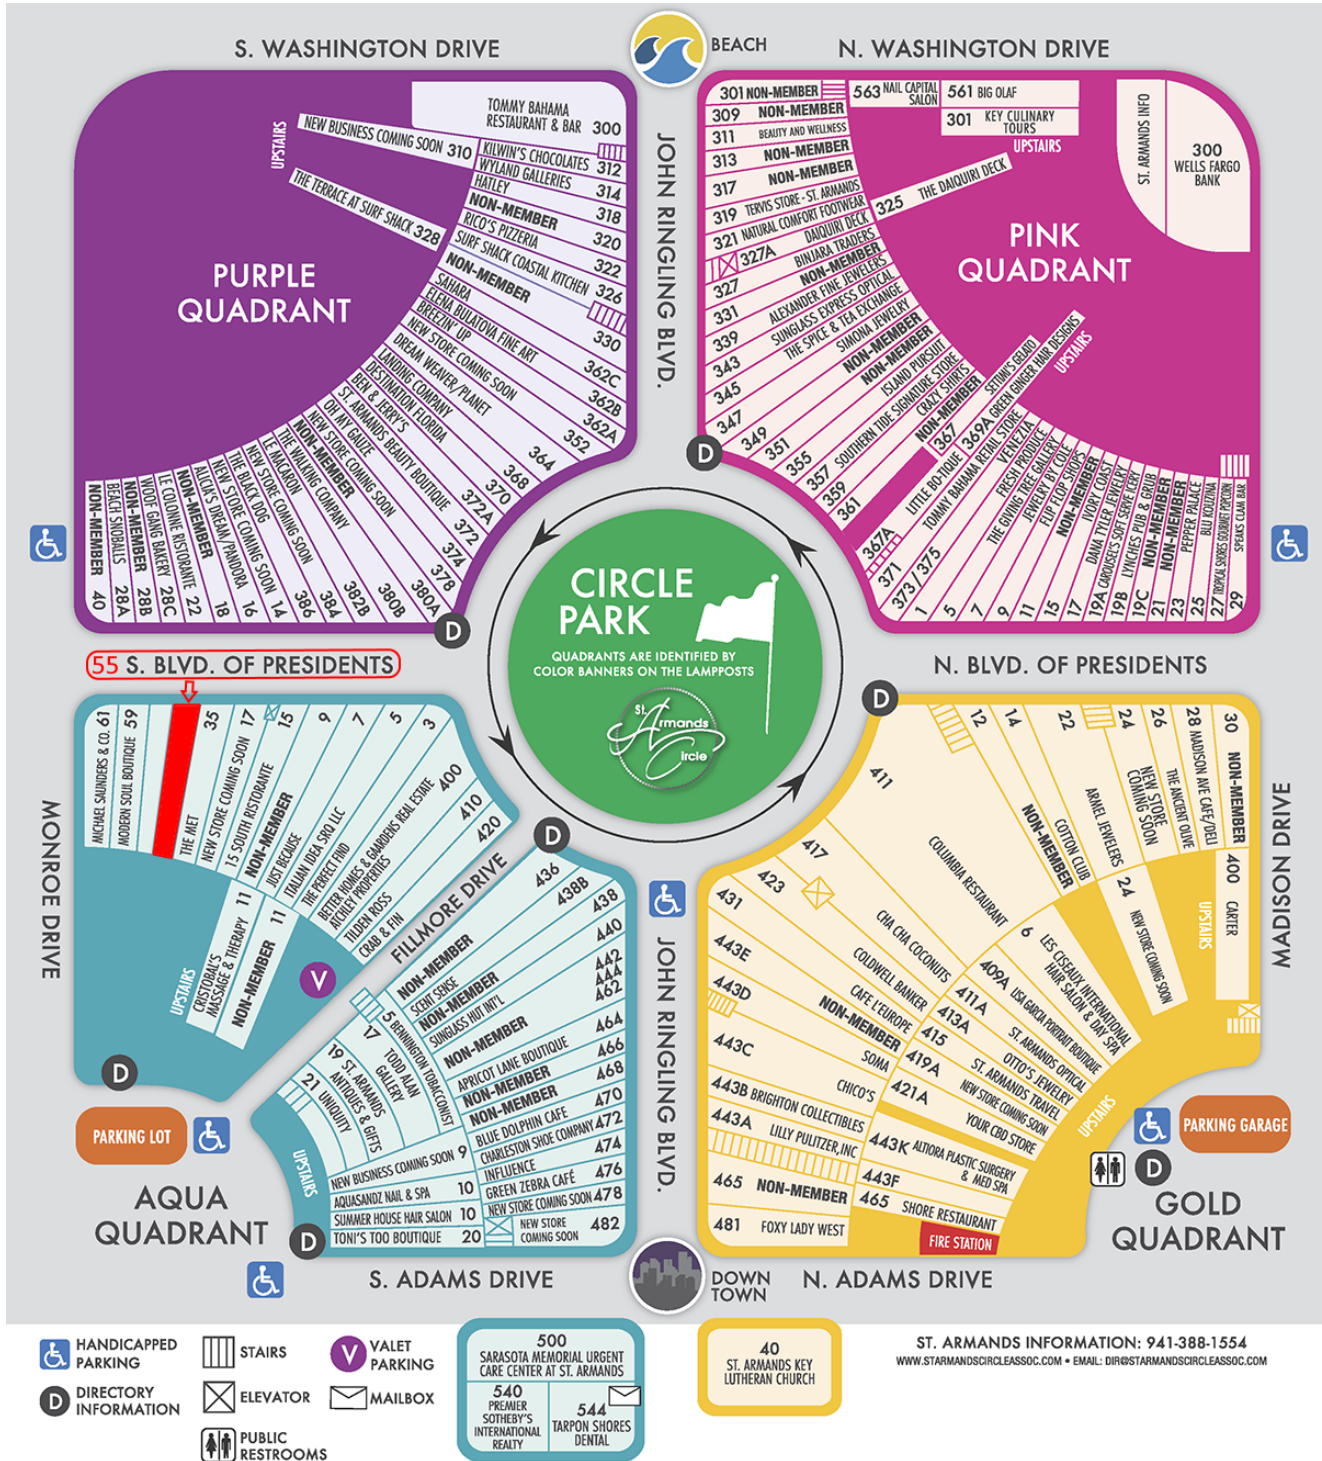 S. WASHINGTON DRIVE
BEACH
N. WASHINGTON DRIVE
TOMMY BAHAMA
RESTAURANT & BAR 300
UPSTAIRS
NEW BUSINESS COMING SOON 310
THE TERRACE AT SURF SHACK 328
KILWIN'S CHOCOLATES 312
WYLAND GALLERIES 314
HATLEY 318
NON-MEMBER 320
RICO'S PIZZERIA 322
SURF SHACK COASTAL KITCHEN 326
NON-MEMBER 330
SAHARA 362C
ELENA BULATOVA FINE ART 362B
BREEZIN' UP 362A
NEW STORE COMING SOON 352
DREAM WEAVER/PLANET 364
LANDING COMPANY 368
DESTINATION FLORIDA 370
BEN & JERRY'S 372A
ST. ARMANDS BEAUTY BOUTIQUE 372
OH MY GAUZE 374
NEW STORE COMING SOON 378
NON-MEMBER 380A
THE WALKING COMPANY 380B
LE MACARON 382B
NEW STORE COMING SOON 384
THE BLACK DOG 386
NEW STORE COMING SOON 14
ALICIA'S DREAM/PANDORA 16
NON-MEMBER 18
LE COLONNE RISTORANTE 22
WOOF GANG BAKERY 28C
NON-MEMBER 28B
BEACH SNOBALLS 28A
NON-MEMBER 40
PURPLE
QUADRANT
JOHN RINGLING BLVD.
301 NON-MEMBER
309 NON-MEMBER
311 BEAUTY AND WELLNESS
313 NON-MEMBER
317 NON-MEMBER
319 TERVIS STORE - ST. ARMANDS
321 NATURAL COMFORT FOOTWEAR
327A DAIQUIRI DECK
327 BINJARA TRADERS
331 NON-MEMBER
339 ALEXANDER FINE JEWELERS
343 SUNGLASS EXPRESS OPTICAL
345 THE SPICE & TEA EXCHANGE
347 SIMONA JEWELRY
349 NON-MEMBER
351 NON-MEMBER
355 ISLAND PURSUIT
357 SOUTHERN TIDE SIGNATURE STORE
359 CRAZY SHIRTS
361 NON-MEMBER
563 NAIL CAPITAL
SALON
561 BIG OLAF
301 KEY CULINARY
TOURS
UPSTAIRS
325 THE DAIQUIRI DECK
ST. ARMANDS INFO
300
WELLS FARGO
BANK
PINK
QUADRANT
367 SETIMI'S GELATO
369A GREEN GINGER HAIR DESIGNS
UPSTAIRS
367A LITTLE BOTIQUE
371 TOMMY BAHAMA RETAIL STORE
373 / 375 VENEZIA
1 FRESH PRODUCE
5 THE GIVING TREE GALLERY
7 JEWELRY BY COLE
9 FLIP FLOP SHOPS
11 NON-MEMBER
15 IVORY COAST
17 DANA TYLER JEWELRY
19A CAROUSELS SOFT SERVE ICERY
19B LYNCHES PUB & GRUB
19C NON-MEMBER
21 NON-MEMBER
23 PEPPER PALACE
25 BLU KOUZINA
27 TROPICAL SHORES GOURMET POPCORN
29 SPEAKS CLAM BAR
D
D
CIRCLE
PARK
QUADRANTS ARE IDENTIFIED BY
COLOR BANNERS ON THE LAMPPOSTS
St.
Armands
Circle
55 S. BLVD. OF PRESIDENTS
N. BLVD. OF PRESIDENTS
MICHAEL SAUNDERS & CO. 61
MODERN SOUL BOUTIQUE 59
THE MET 35
NEW STORE COMING SOON 17
15 SOUTH RISTORANTE 15
NON-MEMBER 9
JUST BECAUSE 7
ITALIAN IDEA SRQ LLC 5
THE PERFECT FIND 3
BETTER HOMES & GARDENS REAL ESTATE
ATCHLEY PROPERTIES 400
TILDEN ROSS 410
CRAB & FIN 420
MONROE DRIVE
UPSTAIRS
CRISTOBAL'S
MASSAGE & THERAPY 11
NON-MEMBER 11
V
D
FILLMORE DRIVE
D
NON-MEMBER 436
SCENT SENSE 438B
NON-MEMBER 438
SUNGLASS HUT INT'L 440
NON-MEMBER 442
444
462
APRICOT LANE BOUTIQUE 464
NON-MEMBER 466
NON-MEMBER 468
BLUE DOLPHIN CAFE 470
CHARLESTON SHOE COMPANY 472
INFLUENCE 474
GREEN ZEBRA CAFÉ 476
NEW STORE COMING SOON 478
NEW STORE
COMING SOON 482
5 BENNINGTON TOBACCONIST
17 TODD ALAN
GALLERY
19 ST. ARMANDS
ANTIQUES & GIFTS
21 UNIQUITY
UPSTAIRS
NEW BUSINESS COMING SOON 9
AQUASANDZ NAIL & SPA 10
SUMMER HOUSE HAIR SALON 10
TONI'S TOO BOUTIQUE 20
PARKING LOT
AQUA
QUADRANT
D
S. ADAMS DRIVE
JOHN RINGLING BLVD.
D
411 COLUMBIA RESTAURANT
12 NON-MEMBER
14 COTTON CLUB
22 ARMEL JEWELERS
24 NEW STORE
COMING SOON
26 THE ANCIENT OLIVE
28 MADISON AVE CAFE/DELI
30 NON-MEMBER
417 CHA CHA COCONUTS
423 COLDWELL BANKER
431 CAFE L'EUROPE
443E NON-MEMBER
443D SOMA
443C CHICO'S
443B BRIGHTON COLLECTIBLES
443A LILLY PULITZER,INC
465 NON-MEMBER
481 FOXY LADY WEST
24 NEW STORE COMING SOON
400 CARTER
UPSTAIRS
6 LES CISEAUX INTERNATIONAL
HAIR SALON & DAY SPA
409A LISA GARCIA PORTRAIT BOUTIQUE
411A ST. ARMANDS OPTICAL
413A OTTO'S JEWELRY
415 ST. ARMANDS TRAVEL
419A NEW STORE COMING SOON
421A YOUR CBD STORE
443K ALTIORA PLASTIC SURGERY
& MED SPA
443F
465 SHORE RESTAURANT
UPSTAIRS
FIRE STATION
MADISON DRIVE
PARKING GARAGE
D
GOLD
QUADRANT
DOWN
TOWN
N. ADAMS DRIVE
HANDICAPPED
PARKING
STAIRS
V VALET
PARKING
D DIRECTORY
INFORMATION
ELEVATOR
MAILBOX
PUBLIC
RESTROOMS
500
SARASOTA MEMORIAL URGENT
CARE CENTER AT ST. ARMANDS
540
PREMIER
SOTHEBY'S
INTERNATIONAL
REALTY
544
TARPON SHORES
DENTAL
40
ST. ARMANDS KEY
LUTHERAN CHURCH
ST. ARMANDS INFORMATION: 941-388-1554
WWW.STARMANDSCIRCLEASSOC.COM • EMAIL: DIR@STARMANDSCIRCLEASSOC.COM